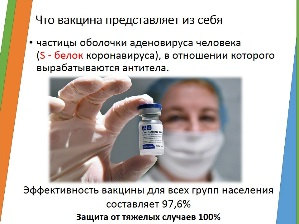 Что вакцина представляет из себя
• частицы оболочки аденовируса человека
(S - белок коронавируса), в отношении которого
вырабатываются антитела.
Эффективность вакцины для всех групп населения
составляет 97,6%
Защита от тяжелых случаев 100%